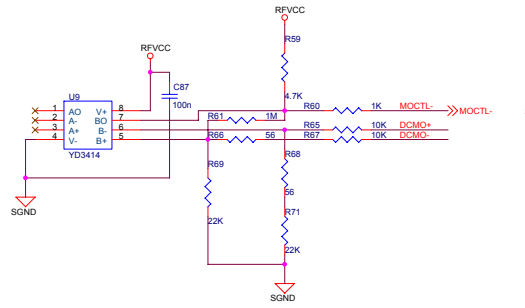 RFVCC
RFVCC
R59
C87
100n
4.7K
U9
1 AO V+ 8
2 A- BO 7
3 A+ B- 6
4 V- B+ 5
YD3414
R61 1M
R60 1K MOCTL- MOCTL-
R65 10K DCMO+
R66 56 R67 10K DCMO-
R69
R68
56
R71
22K
22K
SGND
SGND